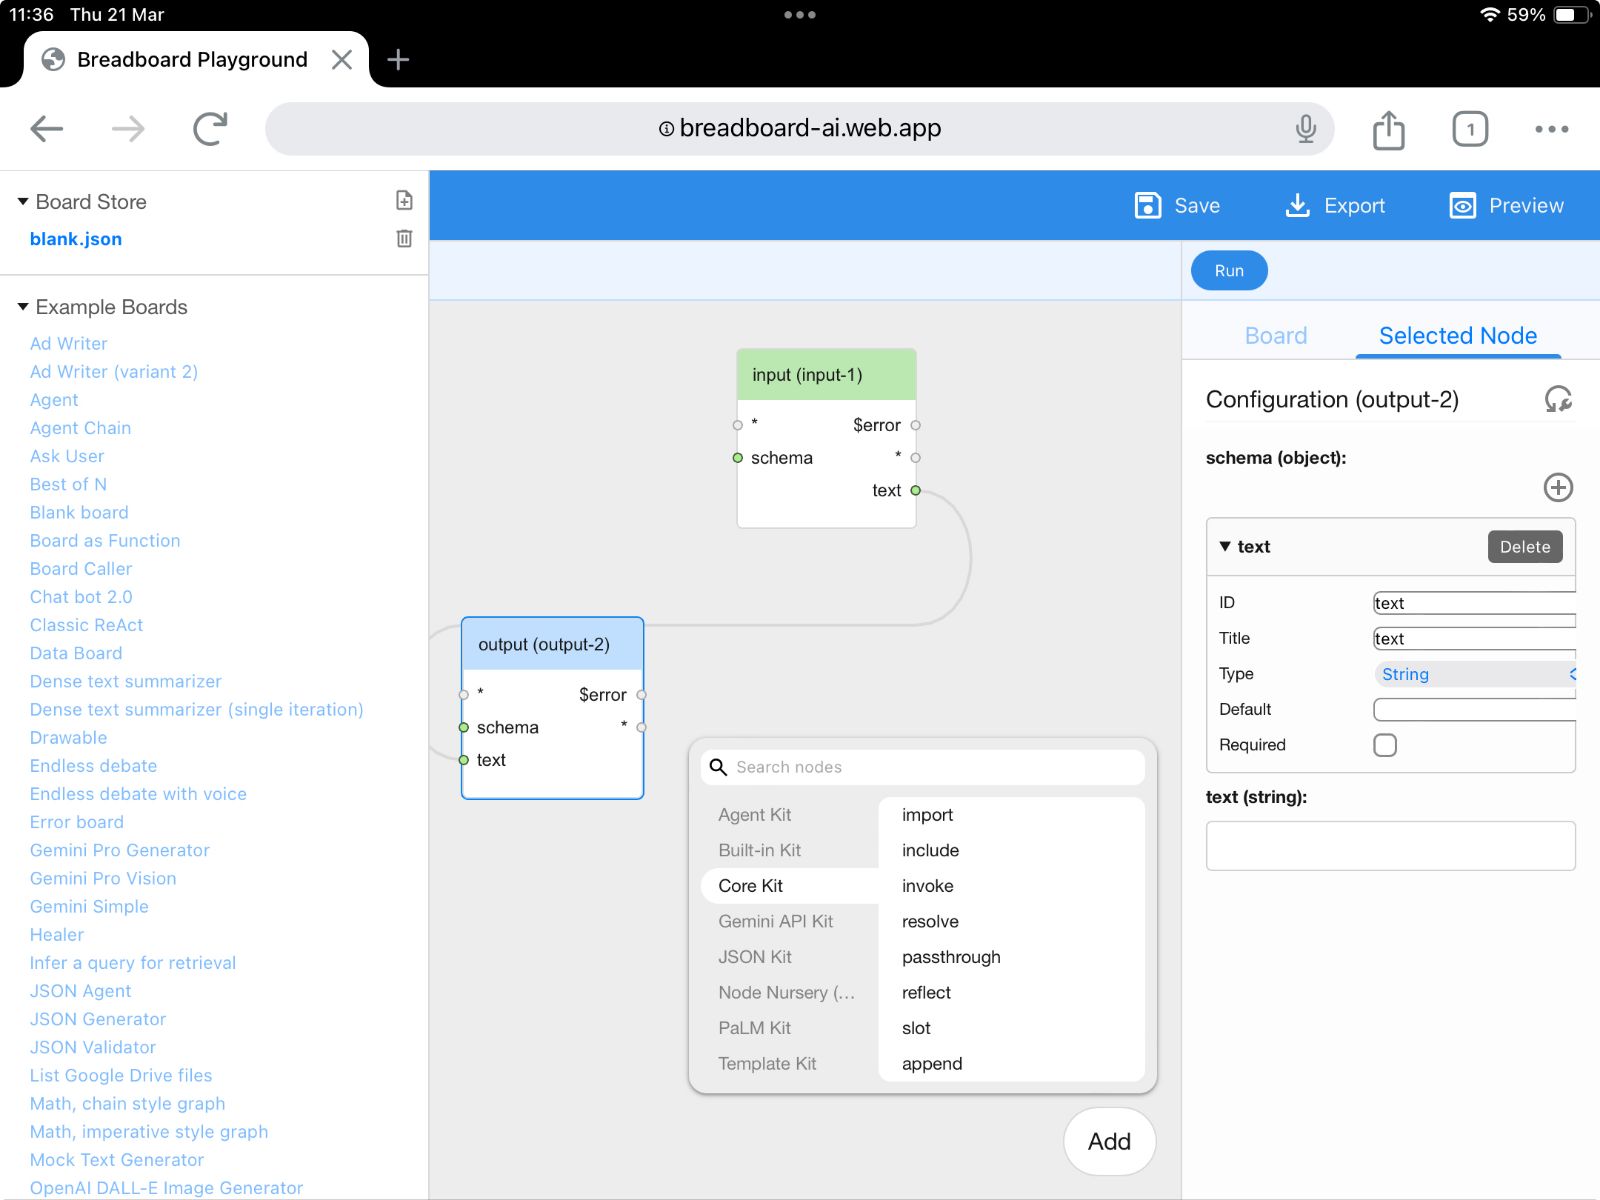 11:36 Thu 21 Mar
59%
Breadboard Playground
breadboard-ai.web.app
1
Board Store
blank.json
Example Boards
Ad Writer
Ad Writer (variant 2)
Agent
Agent Chain
Ask User
Best of N
Blank board
Board as Function
Board Caller
Chat bot 2.0
Classic ReAct
Data Board
Dense text summarizer
Dense text summarizer (single iteration)
Drawable
Endless debate
Endless debate with voice
Error board
Gemini Pro Generator
Gemini Pro Vision
Gemini Simple
Healer
Infer a query for retrieval
JSON Agent
JSON Generator
JSON Validator
List Google Drive files
Math, chain style graph
Math, imperative style graph
Mock Text Generator
OpenAI DALL-E Image Generator
Save
Export
Preview
input (input-1)
* $error
schema *
text
output (output-2)
* $error
schema *
text
Search nodes
Agent Kit
Built-in Kit
Core Kit
Gemini API Kit
JSON Kit
Node Nursery (...
PaLM Kit
Template Kit
import
include
invoke
resolve
passthrough
reflect
slot
append
Add
Run
Board
Selected Node
Configuration (output-2)
schema (object):
text
Delete
ID text
Title text
Type String
Default
Required
text (string):